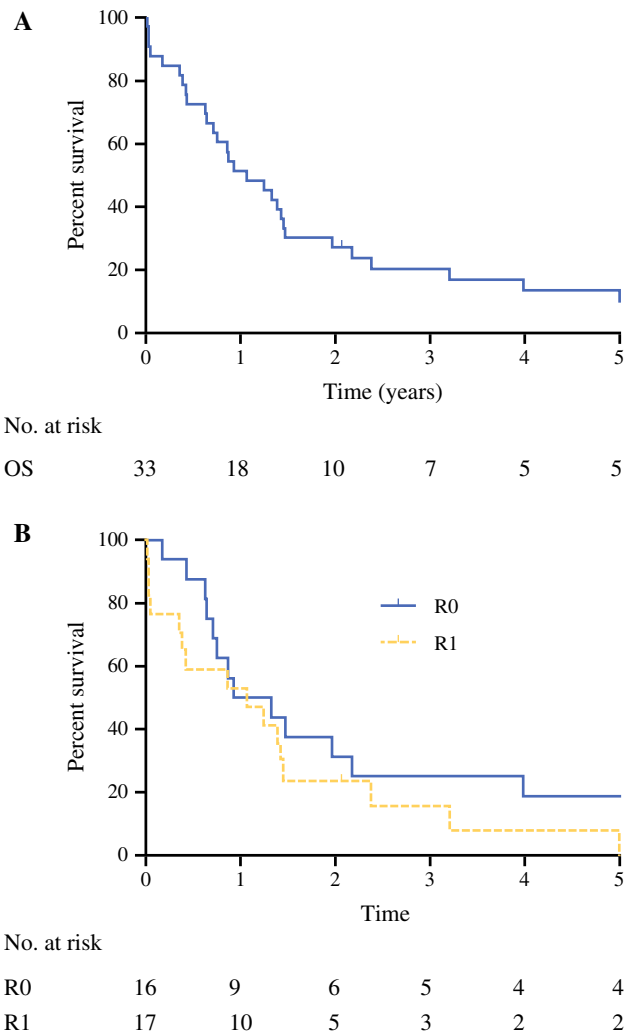 A
100
80
60
40
20
0
Percent survival
0 1 2 3 4 5
Time (years)
No. at risk
OS 33 18 10 7 5 5
B
100
80
60
40
20
0
Percent survival
R0
R1
0 1 2 3 4 5
Time
No. at risk
R0 16 9 6 5 4 4
R1 17 10 5 3 2 2